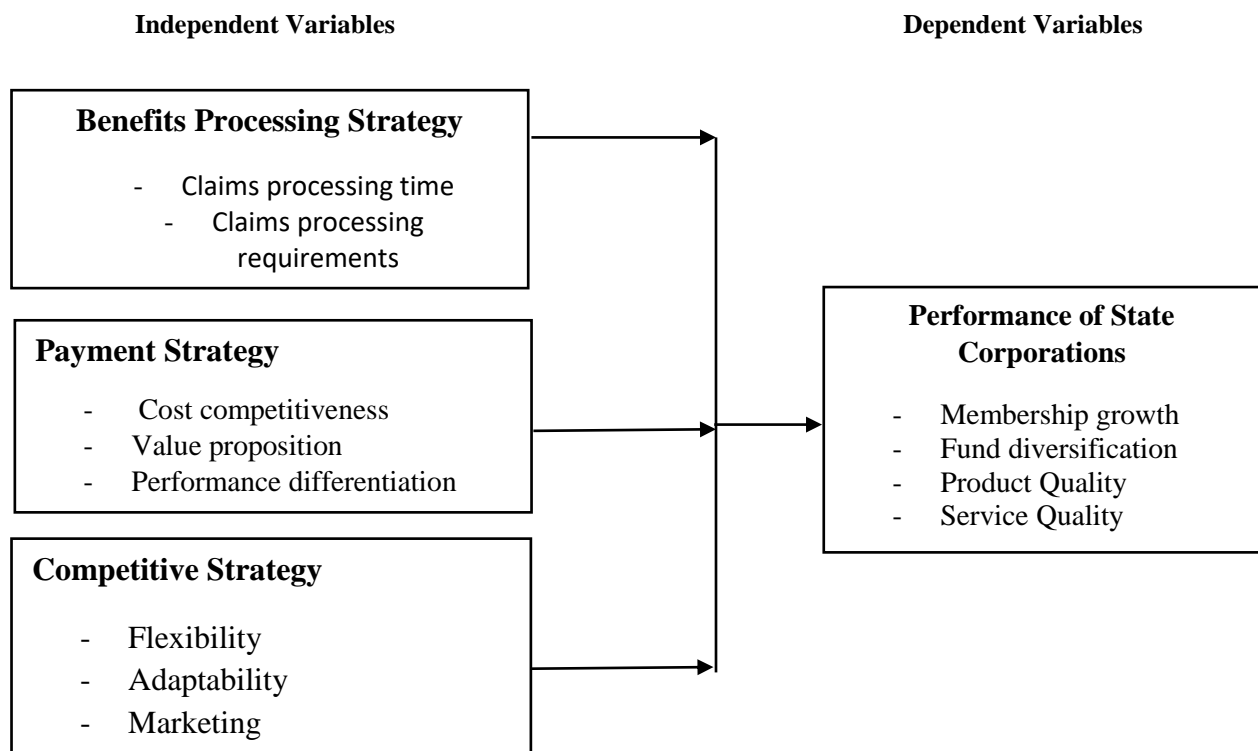 Independent Variables
Dependent Variables
Benefits Processing Strategy
- Claims processing time
- Claims processing
requirements
Payment Strategy
- Cost competitiveness
- Value proposition
- Performance differentiation
Competitive Strategy
- Flexibility
- Adaptability
- Marketing
Performance of State
Corporations
- Membership growth
- Fund diversification
- Product Quality
- Service Quality